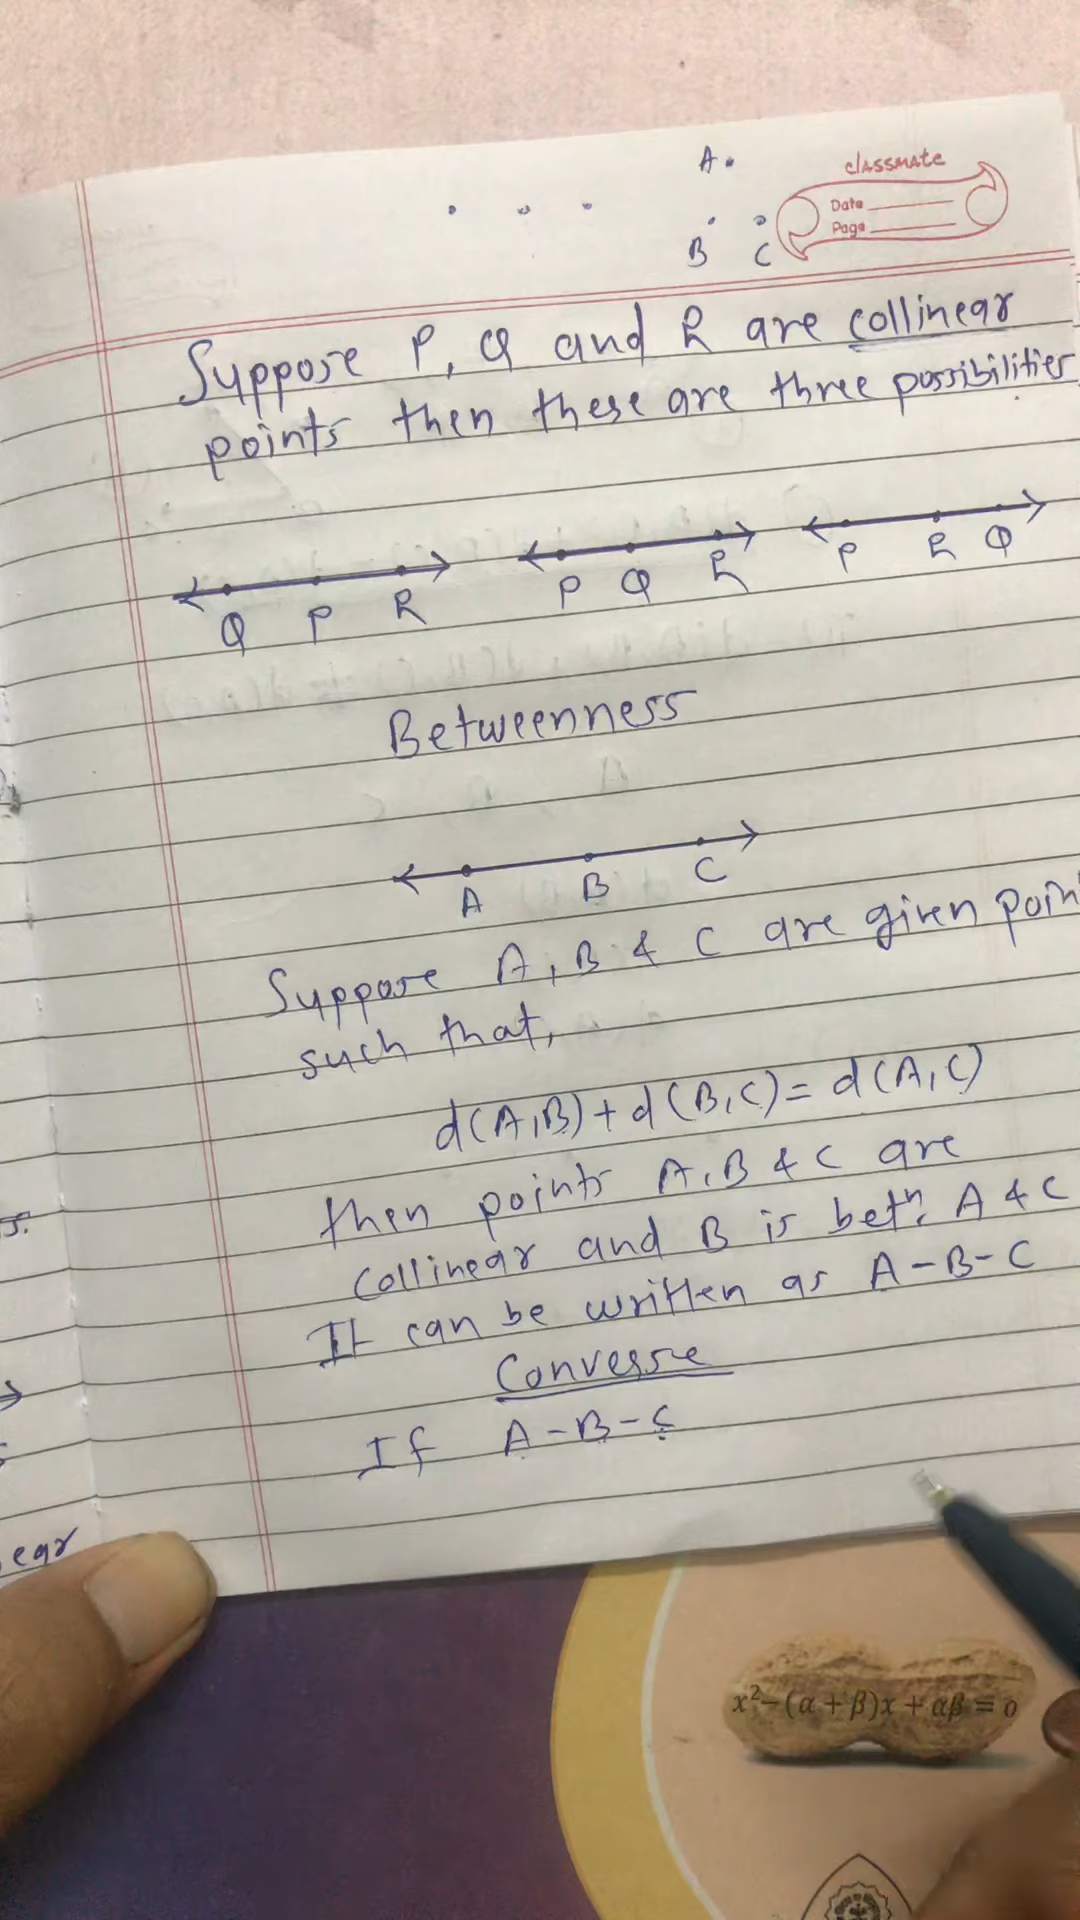 A.
classmate
Date
Page
B C
Suppose P, Q and R are collinear
points then these are three possibilities
Q P R P Q R P R Q
Betweenness
A B C
Suppose A, B & C are given poin
such that,
d(A,B)+d(B,C)=d(A,C)
then points A,B & C are
collinear and B is betn. A & C
It can be written as A-B-C
Converse
If A-B-C
ear
x²-(α+β)x+αβ=0